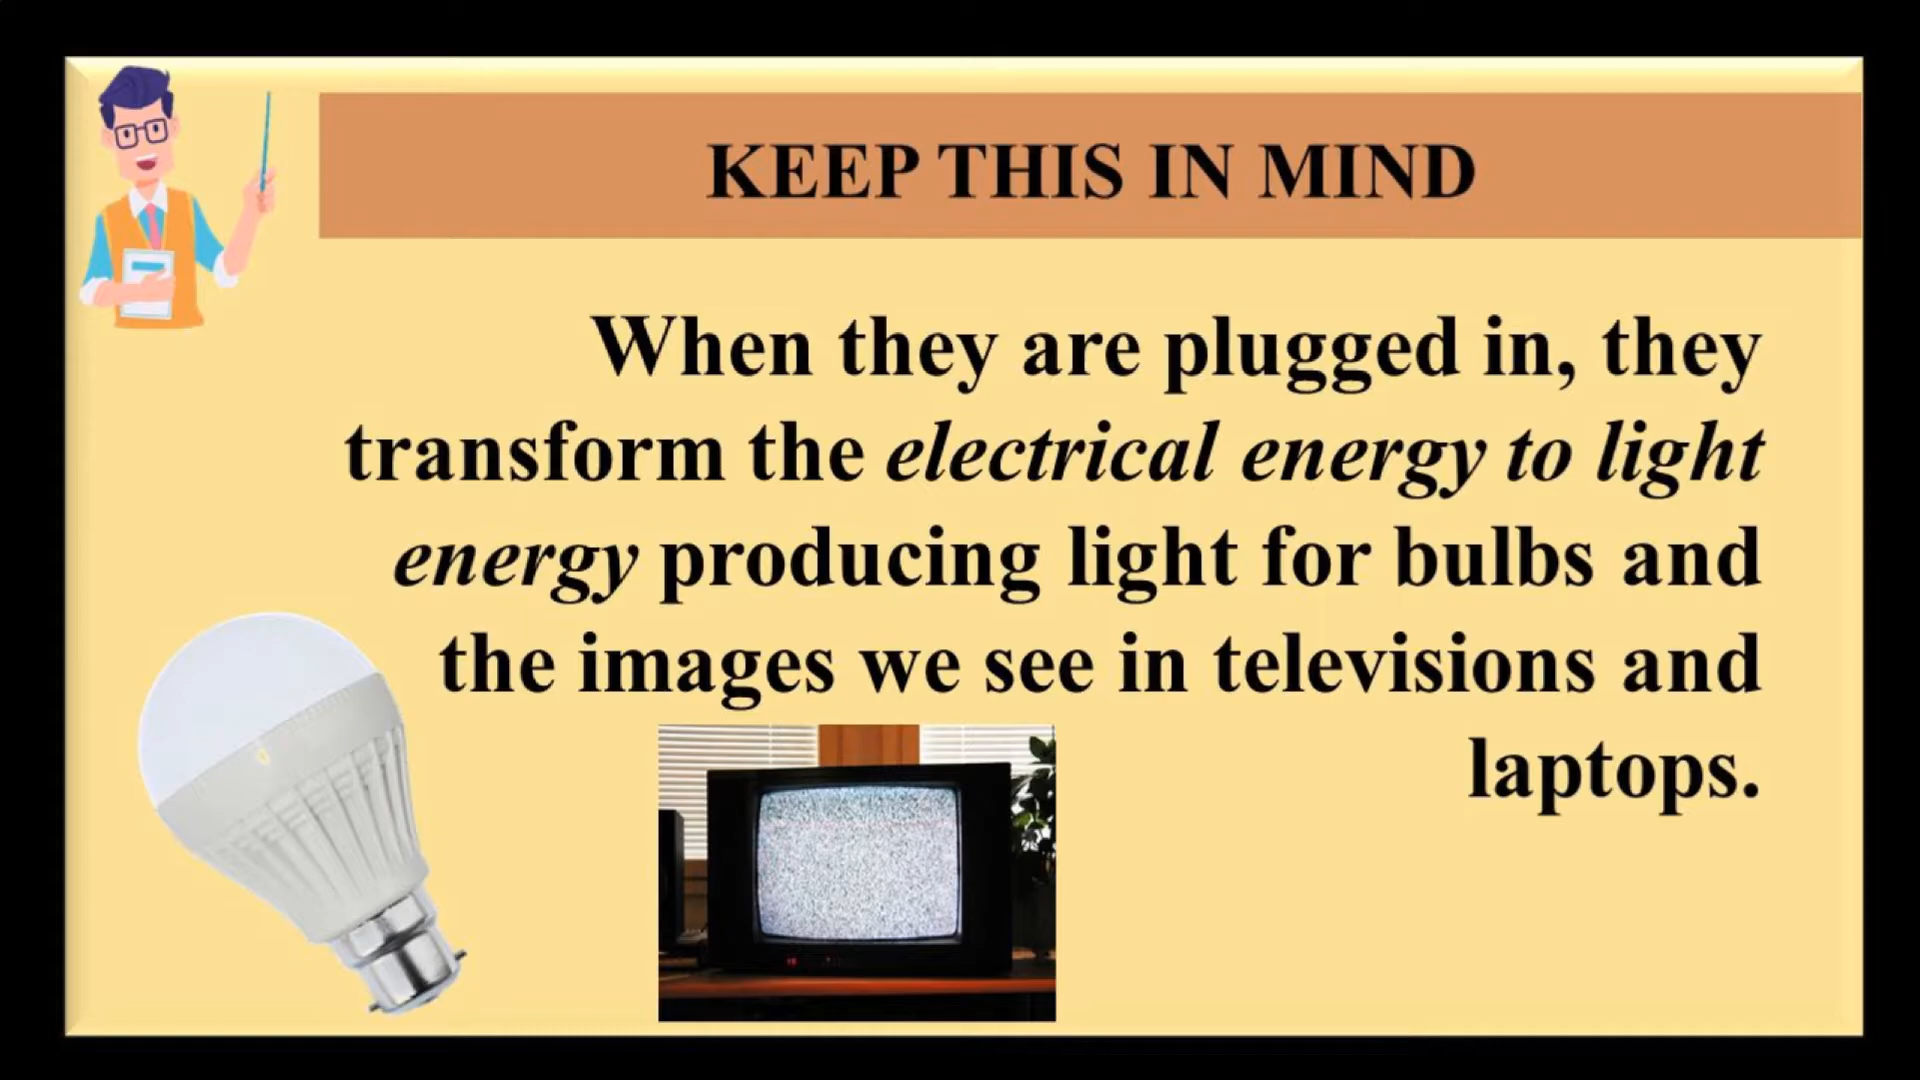 KEEP THIS IN MIND
When they are plugged in, they
transform the electrical energy to light
energy producing light for bulbs and
the images we see in televisions and
laptops.